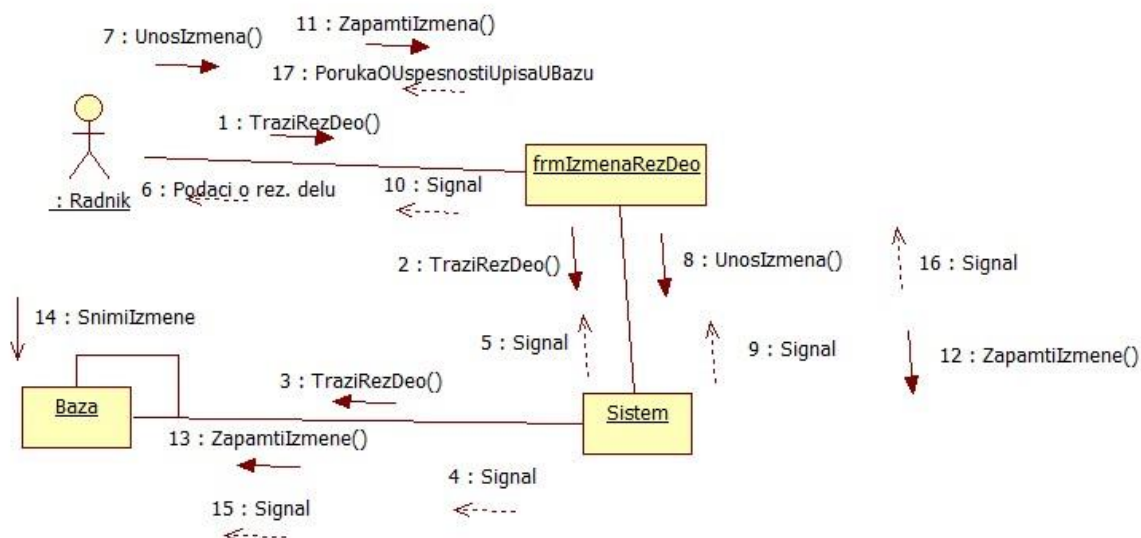 11 : ZapamtiIzmena()
7 : UnosIzmena()
17 : PorukaOUspesnostiUpisaUBazu
1 : TraziRezDeo()
frmIzmenaRezDeo
6 : Podaci o rez. delu
10 : Signal
: Radnik
2 : TraziRezDeo()
8 : UnosIzmena()
16 : Signal
14 : SnimiIzmene
5 : Signal
9 : Signal
12 : ZapamtiIzmene()
3 : TraziRezDeo()
Baza
Sistem
13 : ZapamtiIzmene()
4 : Signal
15 : Signal